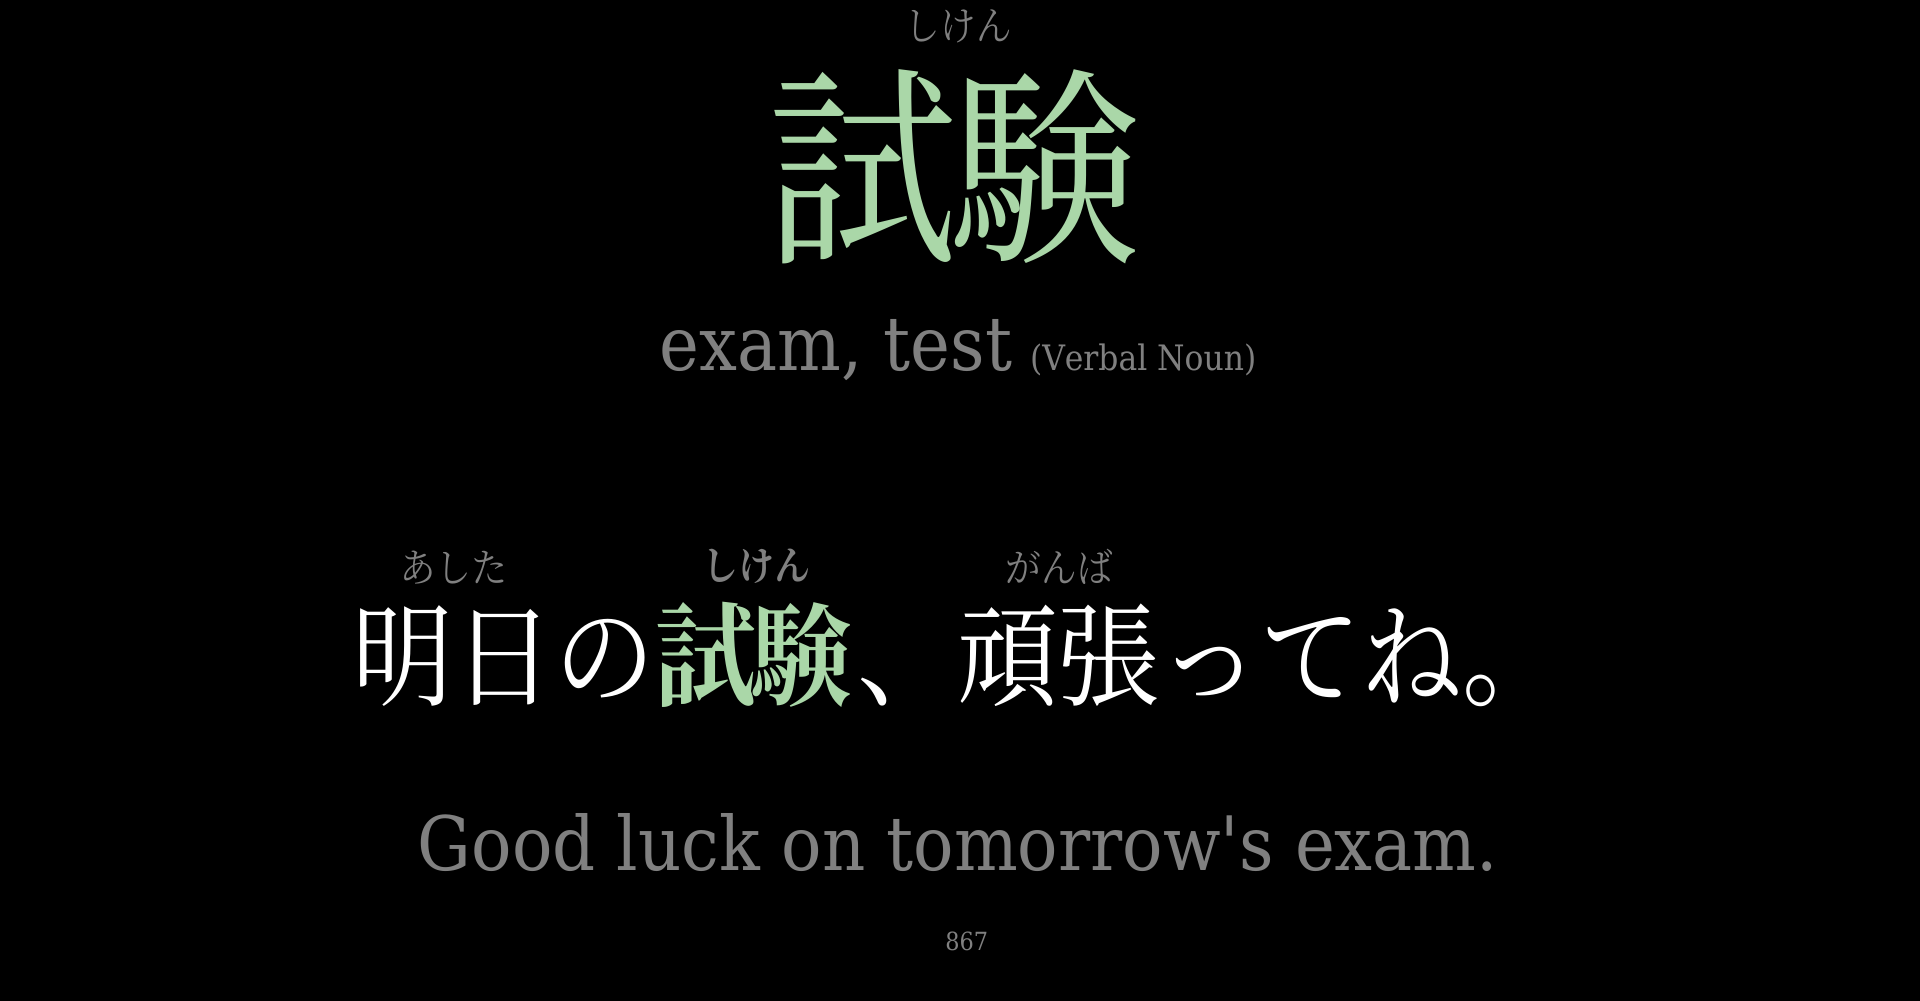 しけん
試験
exam, test (Verbal Noun)
あした しけん がんば
明日の試験、頑張ってね。
Good luck on tomorrow's exam.
867